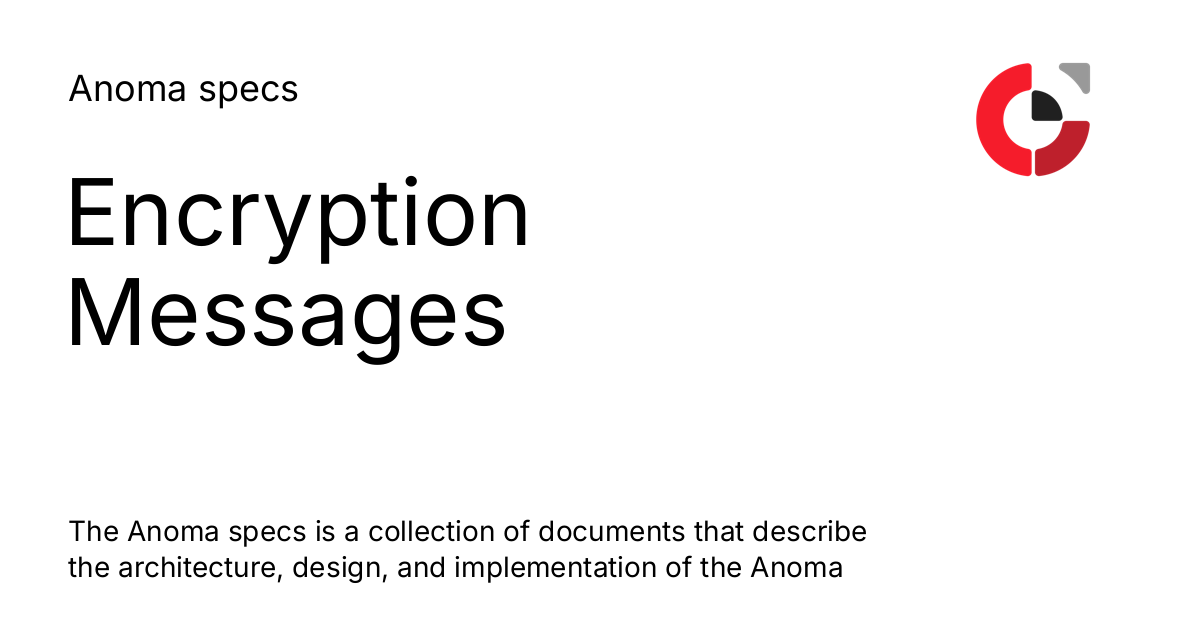 Anoma specs
Encryption
Messages
The Anoma specs is a collection of documents that describe
the architecture, design, and implementation of the Anoma